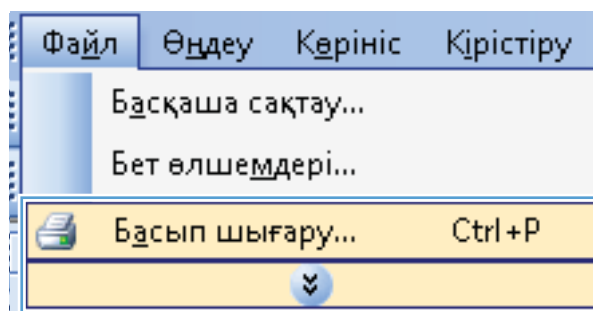 Файл Өңдеу Көрініс Кірістіру
Басқаша сақтау...
Бет өлшемдері...
Басып шығару... Ctrl+P